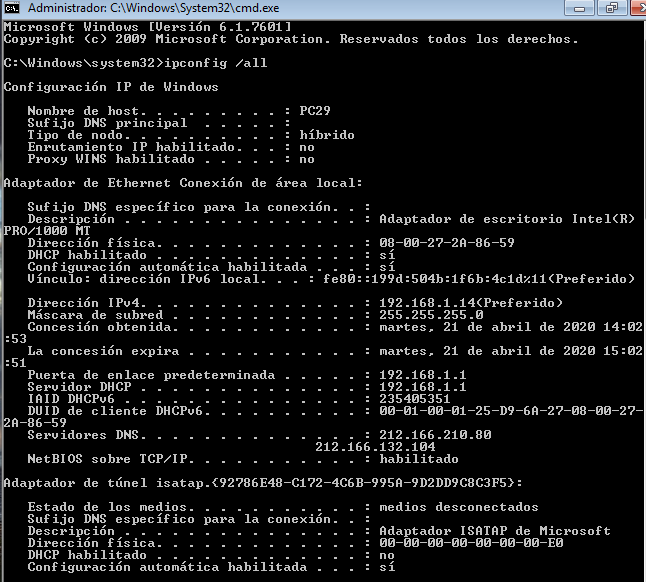 Administrador: C:\Windows\System32\cmd.exe
Microsoft Windows [Versión 6.1.7601]
Copyright (c) 2009 Microsoft Corporation. Reservados todos los derechos.
C:\Windows\system32>ipconfig /all
Configuración IP de Windows
Nombre de host. . . . . . . . . : PC29
Sufijo DNS principal  . . . . . :
Tipo de nodo. . . . . . . . . . : híbrido
Enrutamiento IP habilitado. . . : no
Proxy WINS habilitado . . . . . : no
Adaptador de Ethernet Conexión de área local:
Sufijo DNS específico para la conexión. . :
Descripción . . . . . . . . . . . . . . . : Adaptador de escritorio Intel(R)
PRO/1000 MT
Dirección física. . . . . . . . . . . . . : 08-00-27-2A-86-59
DHCP habilitado . . . . . . . . . . . . . : sí
Configuración automática habilitada . . . : sí
Vínculo: dirección IPv6 local. . . : fe80::199d:504b:1f6b:4c1d%11(Preferido)
Dirección IPv4. . . . . . . . . . . . . . : 192.168.1.14(Preferido)
Máscara de subred . . . . . . . . . . . . : 255.255.255.0
Concesión obtenida. . . . . . . . . . . . : martes, 21 de abril de 2020 14:02
:53
La concesión expira . . . . . . . . . . . : martes, 21 de abril de 2020 15:02
:51
Puerta de enlace predeterminada . . . . . : 192.168.1.1
Servidor DHCP . . . . . . . . . . . . . . : 192.168.1.1
IAID DHCPv6 . . . . . . . . . . . . . . . : 235405351
DUID de cliente DHCPv6. . . . . . . . . . : 00-01-00-01-25-D9-6A-27-08-00-27-
2A-86-59
Servidores DNS. . . . . . . . . . . . . . : 212.166.210.80
212.166.132.104
NetBIOS sobre TCP/IP. . . . . . . . . . . : habilitado
Adaptador de túnel isatap.{92786E48-C172-4C6B-995A-9D2DD9C8C3F5}:
Estado de los medios. . . . . . . . . . . : medios desconectados
Sufijo DNS específico para la conexión. . :
Descripción . . . . . . . . . . . . . . . : Adaptador ISATAP de Microsoft
Dirección física. . . . . . . . . . . . . : 00-00-00-00-00-00-00-E0
DHCP habilitado . . . . . . . . . . . . . : no
Configuración automática habilitada . . . : sí